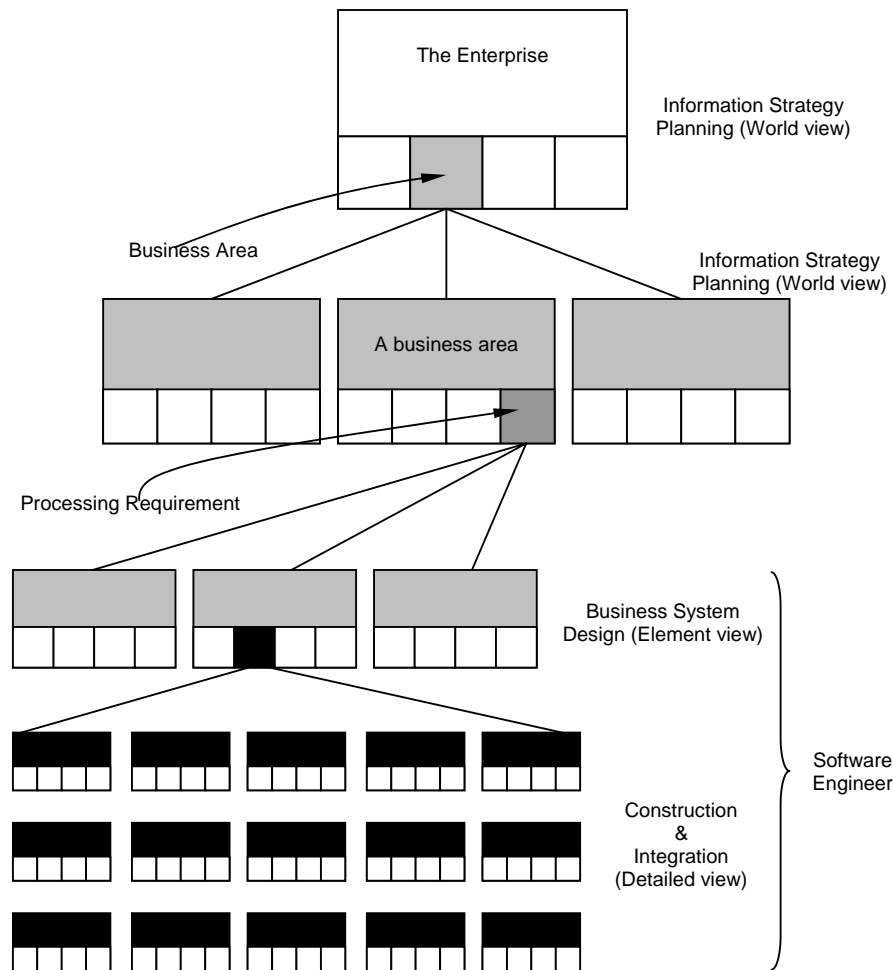 The Enterprise
Information Strategy
Planning (World view)
Business Area
Information Strategy
Planning (World view)
A business area
Processing Requirement
Business System
Design (Element view)
Software
Engineer
Construction
&
Integration
(Detailed view)